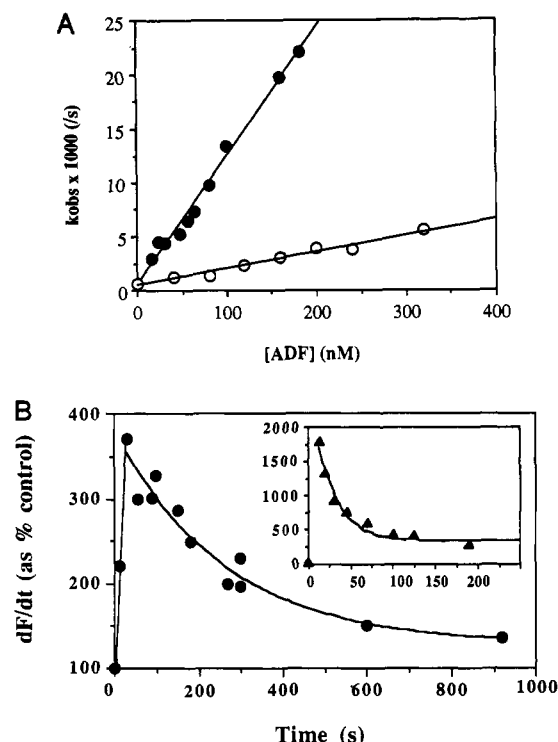 A
25
20
15
10
5
0
kobs x 1000 (/s)
0 100 200 300 400
[ADF] (nM)
B
400
300
200
100
dF/dt (as % control)
2000
1500
1000
500
0
0 50 100 150 200
0 200 400 600 800 1000
Time (s)